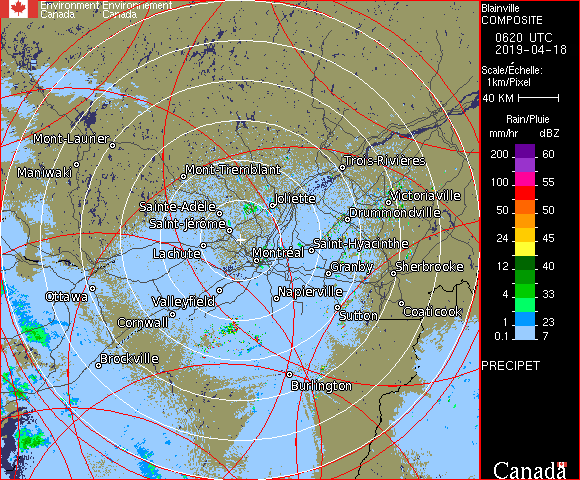 Environment Environnement
Canada Canada
Blainville
COMPOSITE
0620 UTC
2019-04-18
Scale/Échelle:
1km/Pixel
40 KM
Rain/Pluie
mm/hr dBZ
200 60
100 55
50 50
24 45
12 40
4 33
1 23
0.1 7
PRECIPET
Mont-Laurier
Maniwaki
Mont-Tremblant
Trois-Rivières
Sainte-Adèle
Joliette
Victoriaville
Saint-Jérôme
Drummondville
Lachute
Montréal
Saint-Hyacinthe
Granby
Sherbrooke
Ottawa
Valleyfield
Napierville
Cornwall
Sutton
Coaticook
Brockville
Burlington
Canada